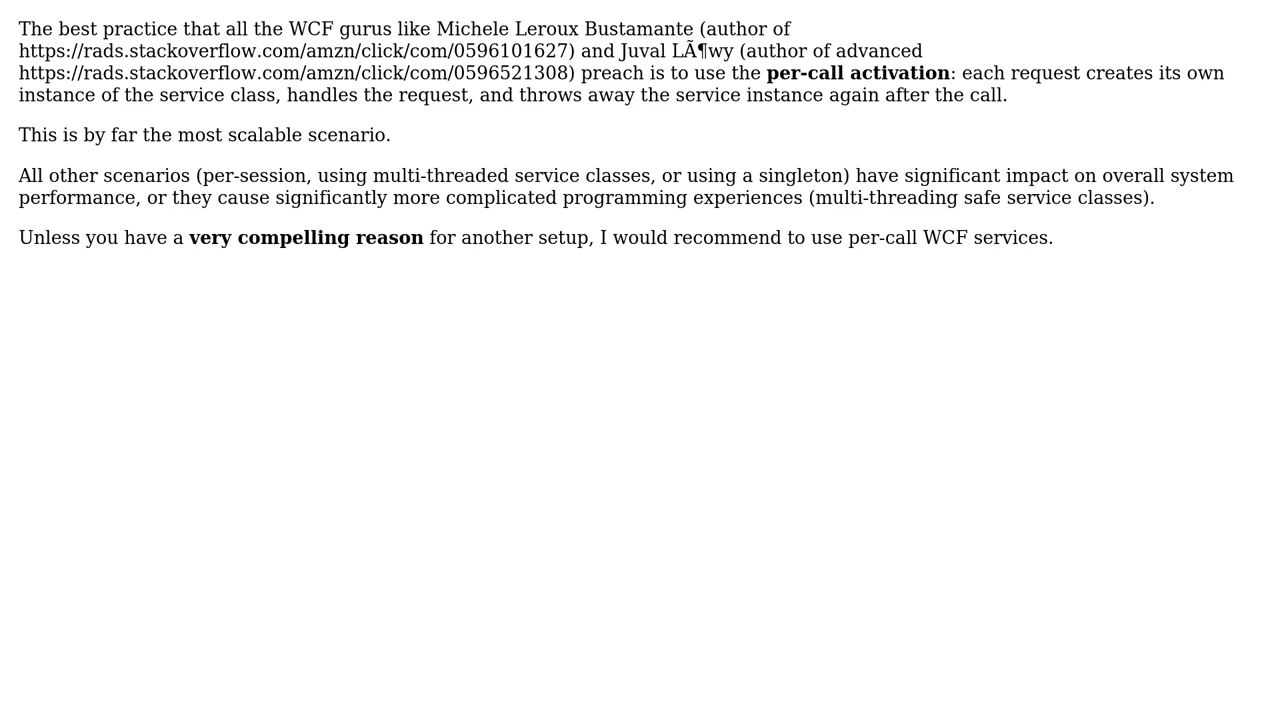 The best practice that all the WCF gurus like Michele Leroux Bustamante (author of
https://rads.stackoverflow.com/amzn/click/com/0596101627) and Juval LÃ¶wy (author of advanced
https://rads.stackoverflow.com/amzn/click/com/0596521308) preach is to use the per-call activation: each request creates its own
instance of the service class, handles the request, and throws away the service instance again after the call.
This is by far the most scalable scenario.
All other scenarios (per-session, using multi-threaded service classes, or using a singleton) have significant impact on overall system
performance, or they cause significantly more complicated programming experiences (multi-threading safe service classes).
Unless you have a very compelling reason for another setup, I would recommend to use per-call WCF services.